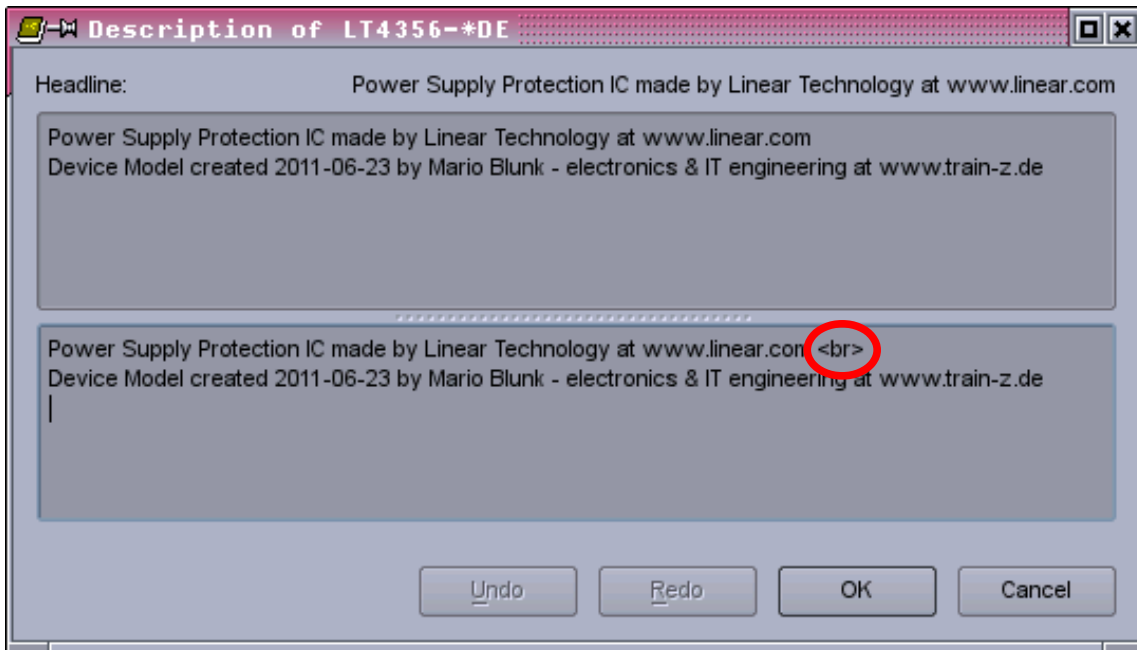 Description of LT4356-*DE
Headline: Power Supply Protection IC made by Linear Technology at www.linear.com
Power Supply Protection IC made by Linear Technology at www.linear.com
Device Model created 2011-06-23 by Mario Blunk - electronics & IT engineering at www.train-z.de
Power Supply Protection IC made by Linear Technology at www.linear.com <br>
Device Model created 2011-06-23 by Mario Blunk - electronics & IT engineering at www.train-z.de
Undo Redo OK Cancel